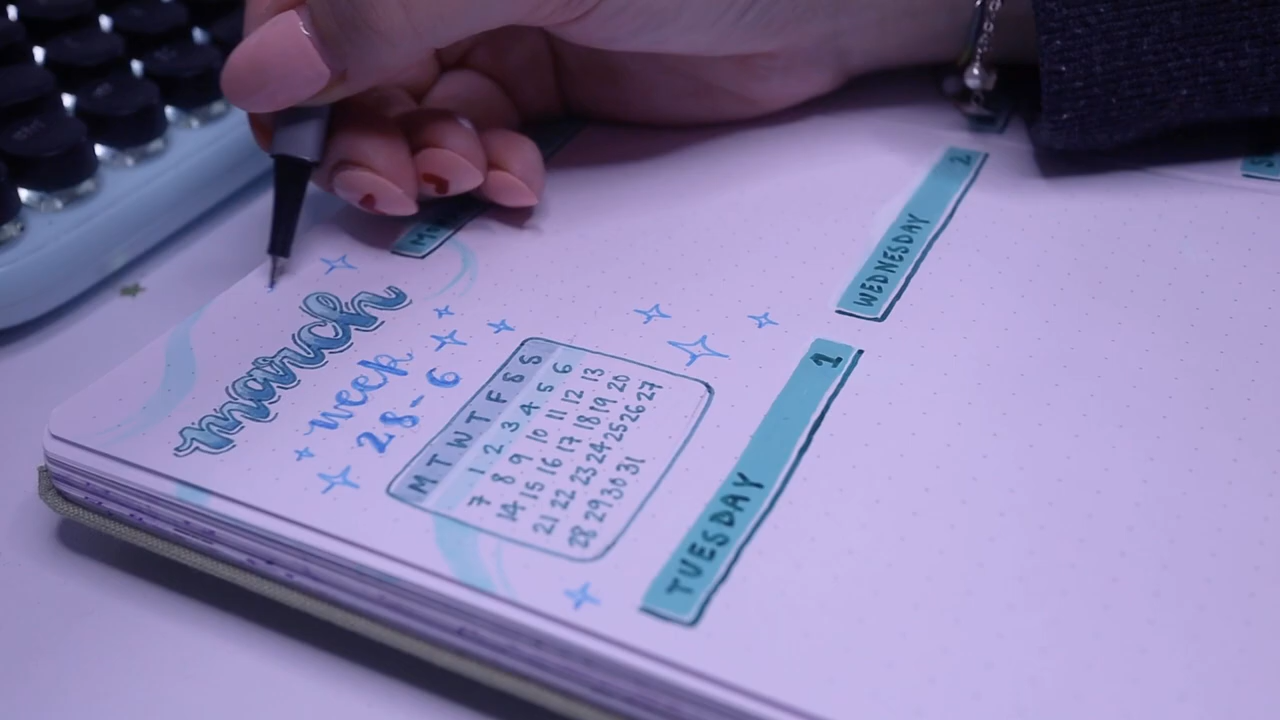 march
week
28-6
M T W T F S S
1 2 3 4 5 6
7 8 9 10 11 12 13
14 15 16 17 18 19 20
21 22 23 24 25 26 27
28 29 30 31
TUESDAY 1
WEDNESDAY 2